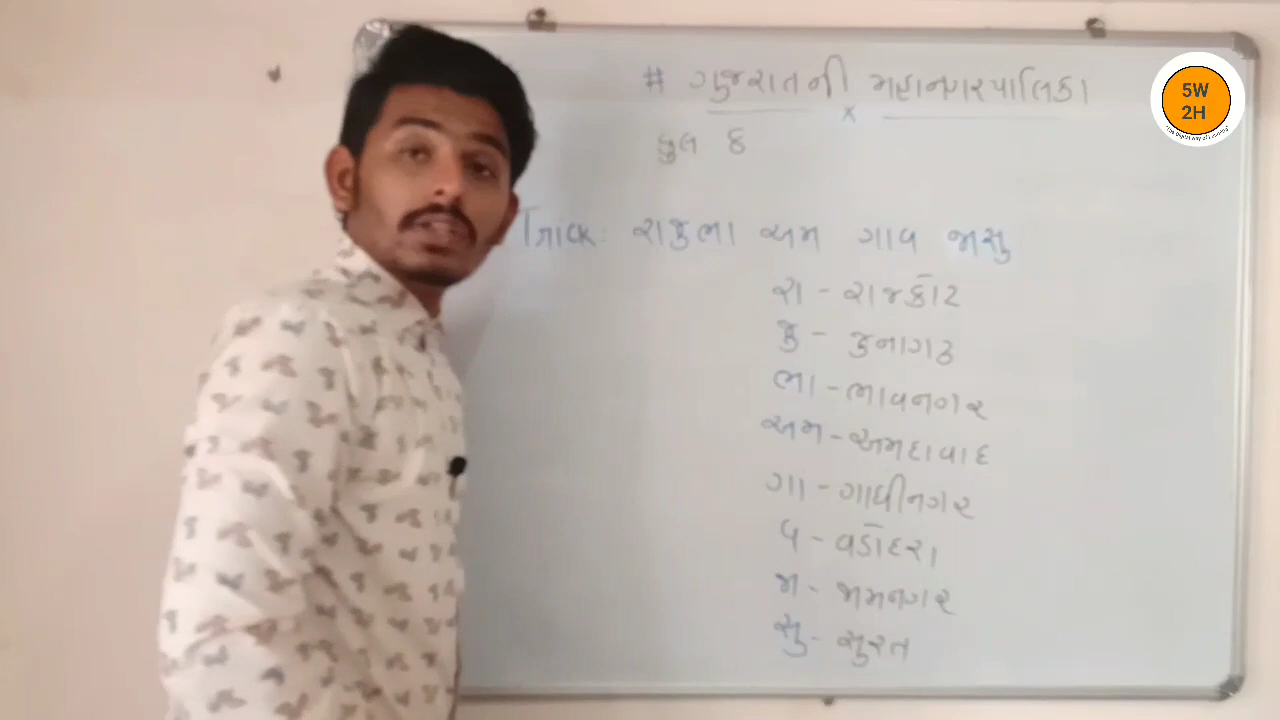 # ગુજરાતની મહાનગરપાલિકા
કુલ 8
Trick: રાજુભા અમ ગાવ જાસુ
રા - રાજકોટ
જુ - જુનાગઢ
ભા - ભાવનગર
અમ - અમદાવાદ
ગા - ગાધીનગર
વ - વડોદરા
જા - જામનગર
સુ - સુરત
5W
2H